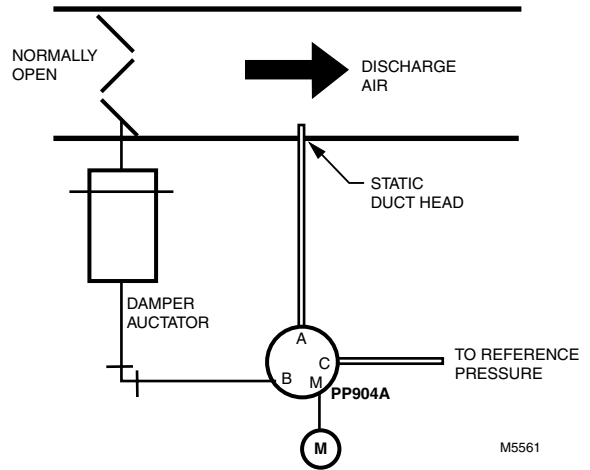 NORMALLY
OPEN
DISCHARGE
AIR
STATIC
DUCT HEAD
DAMPER
AUCTATOR
A
C
B
M
PP904A
TO REFERENCE
PRESSURE
M
M5561